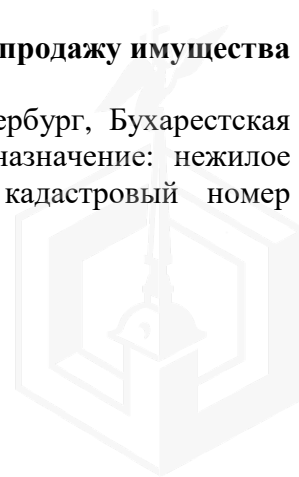 продажу имущества
ербург, Бухарестская
назначение: нежилое
кадастровый номер